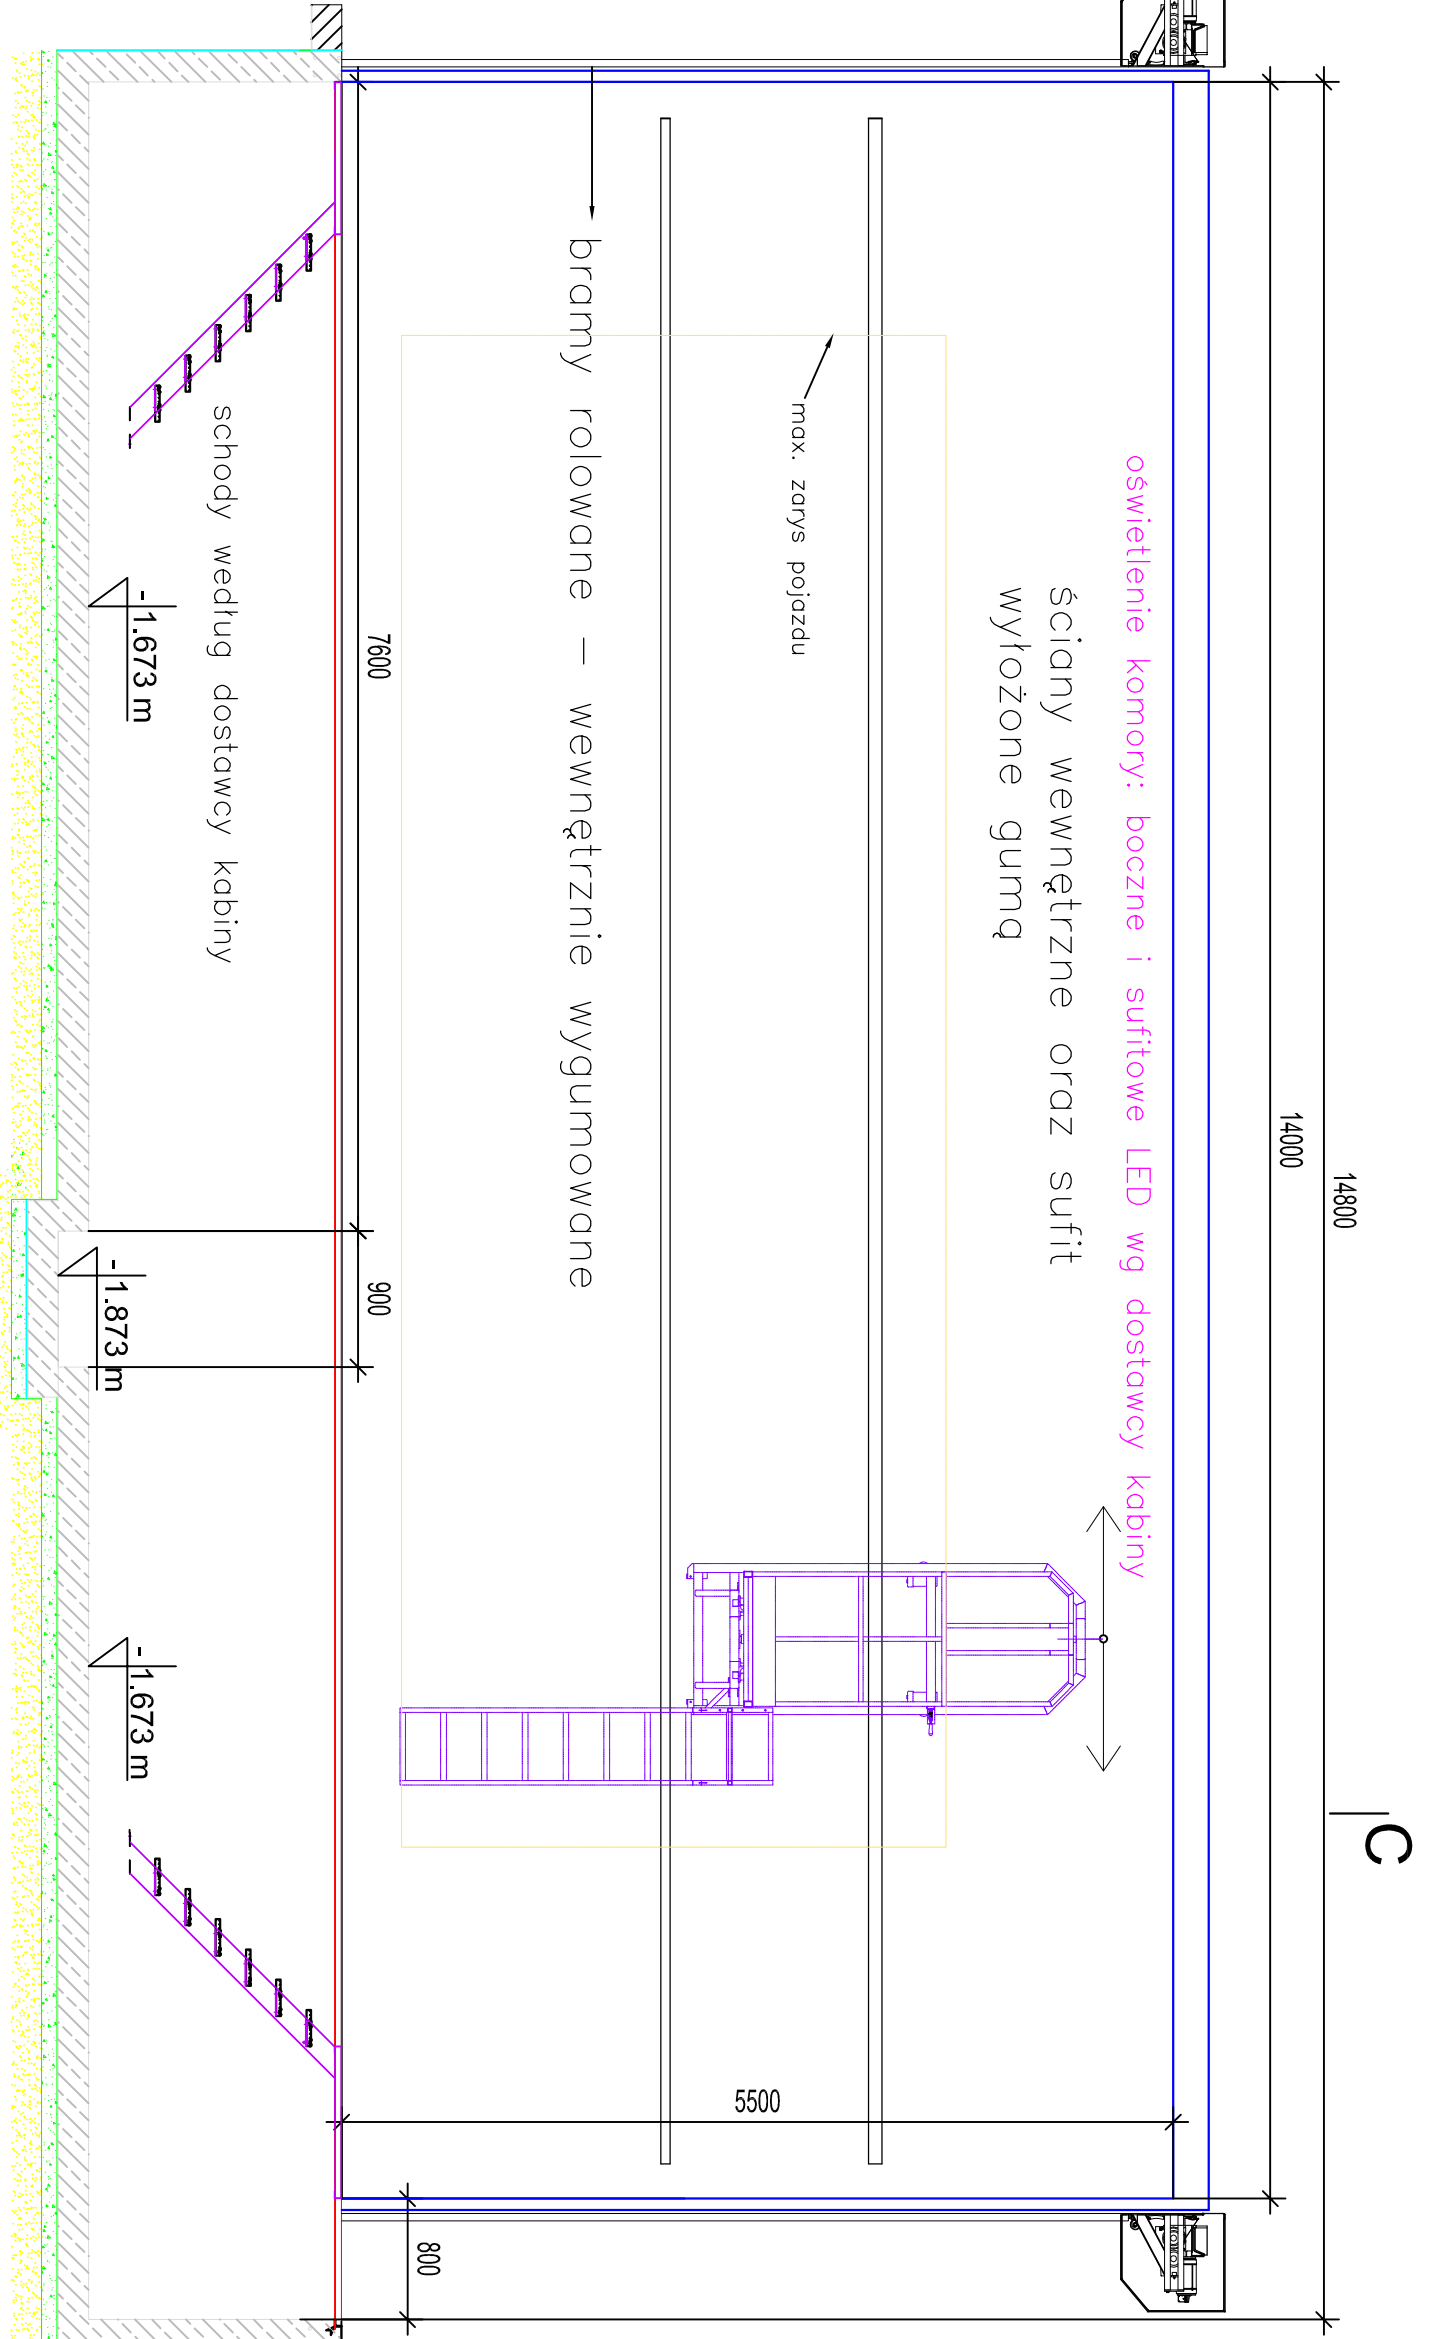 C
14800
14000
oświetlenie komory: boczne i sufitowe LED wg dostawcy kabiny
ściany wewnętrzne oraz sufit
wyłożone gumą
max. zarys pojazdu
5500
bramy rolowane – wewnętrznie wygumowane
800
7600
900
schody według dostawcy kabiny
-1.673 m
-1.873 m
-1.673 m